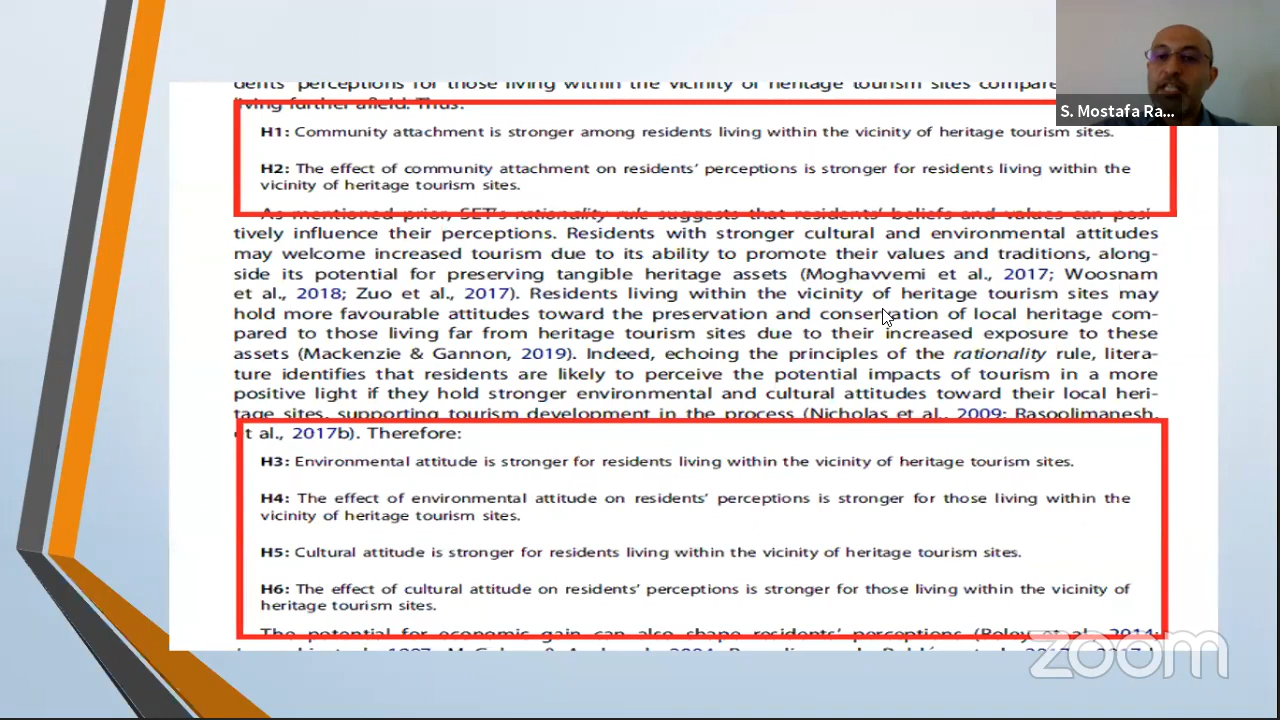 dents' perceptions for those living within the vicinity of heritage tourism sites compare
living further afield. Thus:
S. Mostafa Ra...
H1: Community attachment is stronger among residents living within the vicinity of heritage tourism sites.
H2: The effect of community attachment on residents' perceptions is stronger for residents living within the
vicinity of heritage tourism sites.
As mentioned prior, SET's rationality rule suggests that residents' beliefs and values can posi-
tively influence their perceptions. Residents with stronger cultural and environmental attitudes
may welcome increased tourism due to its ability to promote their values and traditions, along-
side its potential for preserving tangible heritage assets (Moghavvemi et al., 2017; Woosnam
et al., 2018; Zuo et al., 2017). Residents living within the vicinity of heritage tourism sites may
hold more favourable attitudes toward the preservation and conservation of local heritage com-
pared to those living far from heritage tourism sites due to their increased exposure to these
assets (Mackenzie & Gannon, 2019). Indeed, echoing the principles of the rationality rule, litera-
ture identifies that residents are likely to perceive the potential impacts of tourism in a more
positive light if they hold stronger environmental and cultural attitudes toward their local heri-
tage sites, supporting tourism development in the process (Nicholas et al., 2009; Rasoolimanesh,
et al., 2017b). Therefore:
H3: Environmental attitude is stronger for residents living within the vicinity of heritage tourism sites.
H4: The effect of environmental attitude on residents' perceptions is stronger for those living within the
vicinity of heritage tourism sites.
H5: Cultural attitude is stronger for residents living within the vicinity of heritage tourism sites.
H6: The effect of cultural attitude on residents' perceptions is stronger for those living within the vicinity of
heritage tourism sites.
The potential for economic gain can also shape residents' perceptions (Boley et al., 2014;
zoom